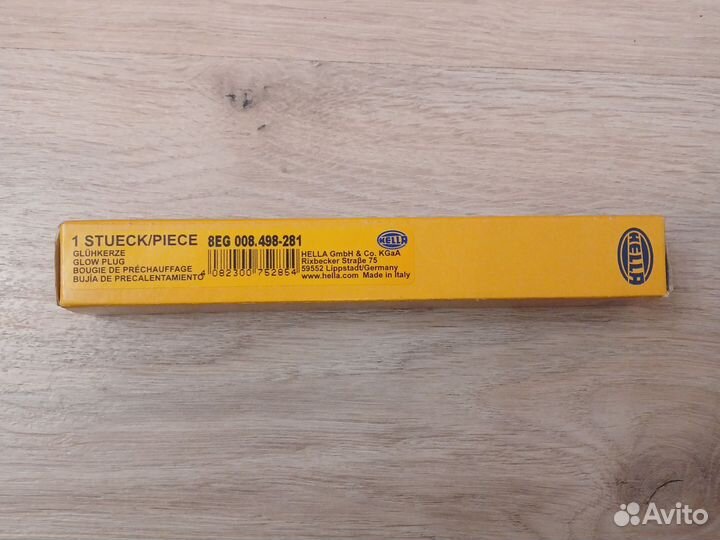 1 STUECK/PIECE 8EG 008.498-281
GLÜHKERZE
GLOW PLUG
BOUGIE DE PRÉCHAUFFAGE
BUJÍA DE PRECALENTAMIENTO
4 082300 752854
HELLA
HELLA GmbH & Co. KGaA
Rixbecker Straße 75
59552 Lippstadt/Germany
www.hella.com Made in Italy
HELLA
Avito